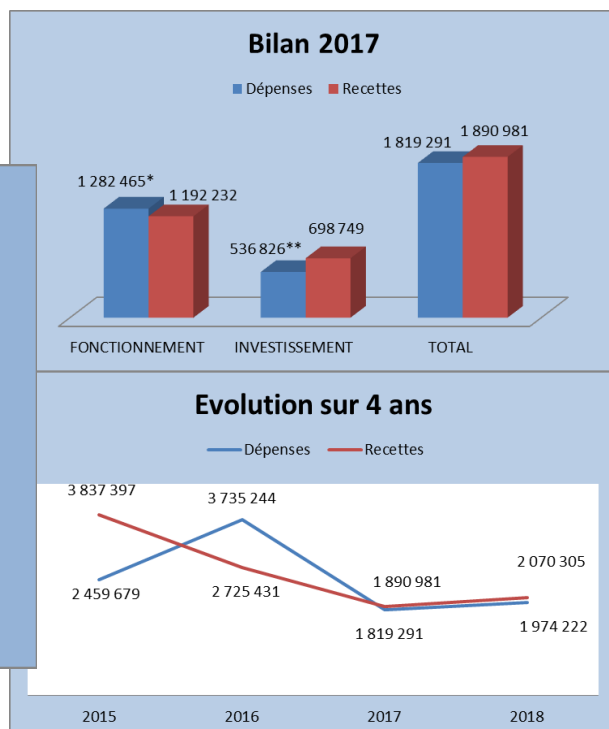 Bilan 2017
Dépenses Recettes
1 819 291 1 890 981
1 282 465* 1 192 232
536 826** 698 749
FONCTIONNEMENT INVESTISSEMENT TOTAL
Evolution sur 4 ans
Dépenses Recettes
3 837 397 3 735 244
2 459 679 2 725 431 1 890 981 2 070 305
1 819 291 1 974 222
2015 2016 2017 2018